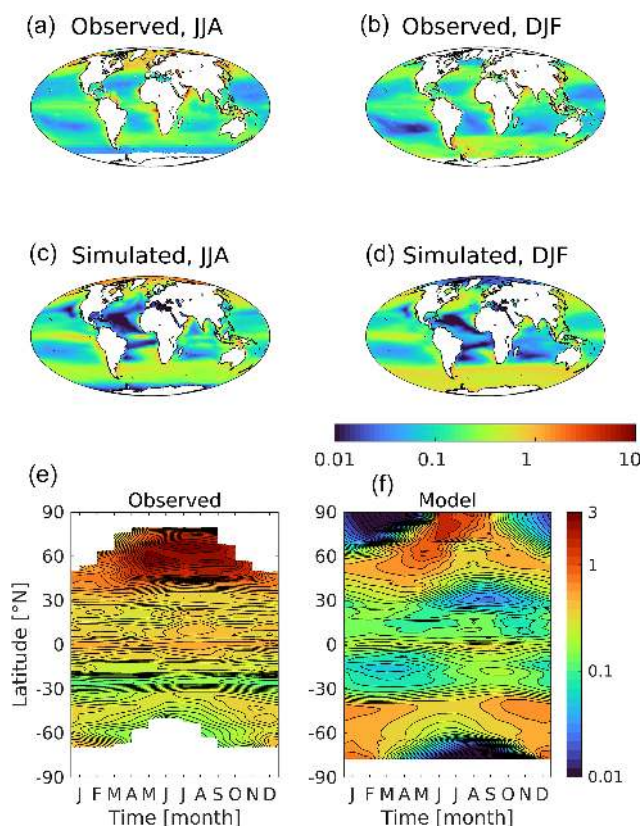 (a) Observed, JJA
(b) Observed, DJF
(c) Simulated, JJA
(d) Simulated, DJF
0.01 0.1 1 10
(e)
Observed
(f)
Model
90
60
30
0
-30
-60
-90
Latitude [°N]
J F M A M J J A S O N D
Time [month]
90
60
30
0
-30
-60
-90
J F M A M J J A S O N D
Time [month]
3
1
0.1
0.01